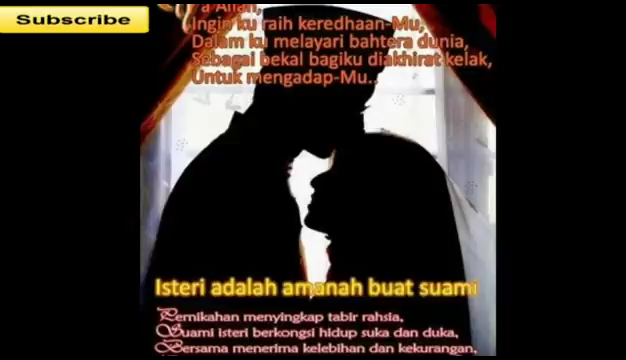 Subscribe
Ya Allah,
Ingin ku raih keredhaan-Mu,
Dalam ku melayari bahtera dunia,
Sebagai bekal bagiku diakhirat kelak,
Untuk mengadap-Mu..
Isteri adalah amanah buat suami
Pernikahan menyingkap tabir rahsia,
Suami isteri berkongsi hidup suka dan duka,
Bersama menerima kelebihan dan kekurangan,